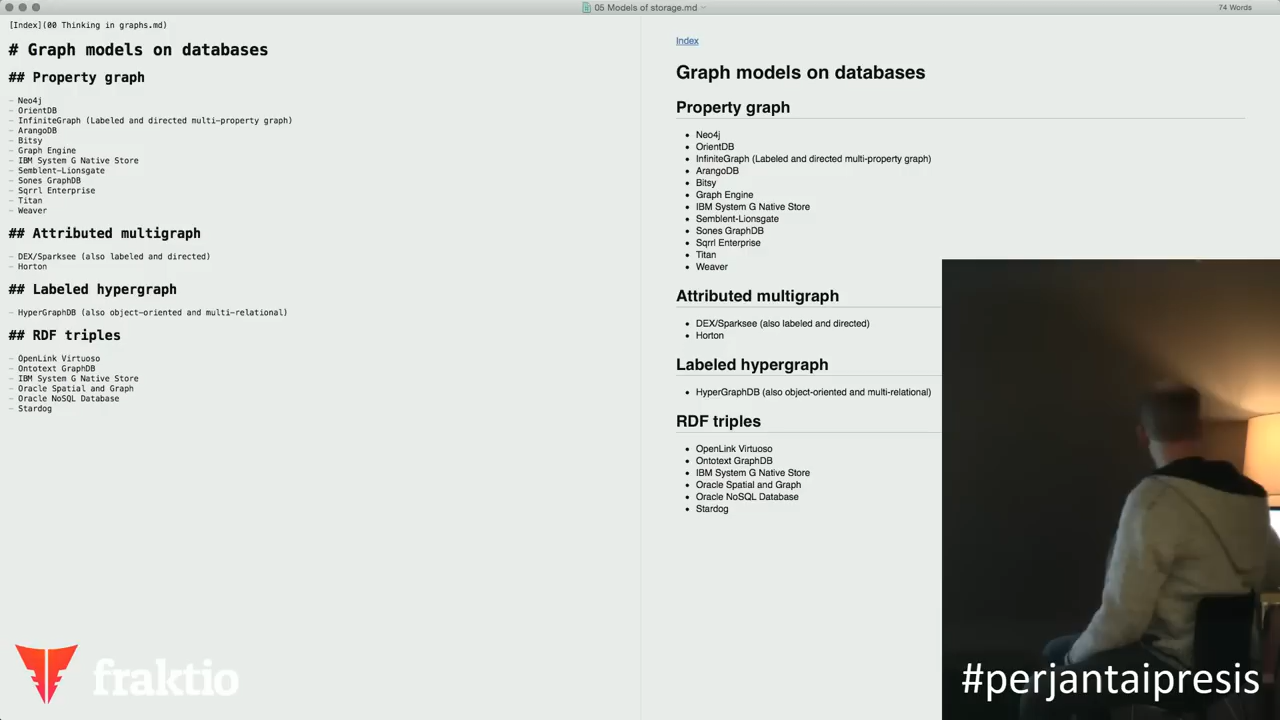 05 Models of storage.md
74 Words
[Index](00 Thinking in graphs.md)
# Graph models on databases
## Property graph
- Neo4j
- OrientDB
- InfiniteGraph (Labeled and directed multi-property graph)
- ArangoDB
- Bitsy
- Graph Engine
- IBM System G Native Store
- Semblent-Lionsgate
- Sones GraphDB
- Sqrrl Enterprise
- Titan
- Weaver
## Attributed multigraph
- DEX/Sparksee (also labeled and directed)
- Horton
## Labeled hypergraph
- HyperGraphDB (also object-oriented and multi-relational)
## RDF triples
- OpenLink Virtuoso
- Ontotext GraphDB
- IBM System G Native Store
- Oracle Spatial and Graph
- Oracle NoSQL Database
- Stardog
Index
Graph models on databases
Property graph
• Neo4j
• OrientDB
• InfiniteGraph (Labeled and directed multi-property graph)
• ArangoDB
• Bitsy
• Graph Engine
• IBM System G Native Store
• Semblent-Lionsgate
• Sones GraphDB
• Sqrrl Enterprise
• Titan
• Weaver
Attributed multigraph
• DEX/Sparksee (also labeled and directed)
• Horton
Labeled hypergraph
• HyperGraphDB (also object-oriented and multi-relational)
RDF triples
• OpenLink Virtuoso
• Ontotext GraphDB
• IBM System G Native Store
• Oracle Spatial and Graph
• Oracle NoSQL Database
• Stardog
fraktio
#perjantaipresis